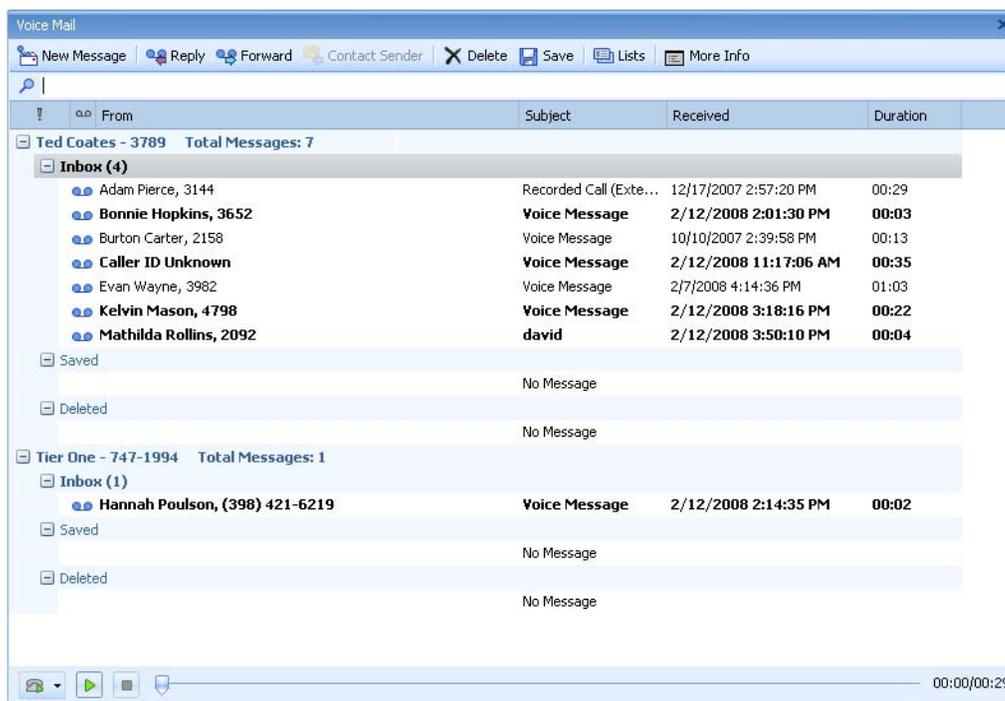 Voice Mail
New Message Reply Forward Contact Sender Delete Save Lists More Info
From Subject Received Duration
Ted Coates - 3789 Total Messages: 7
Inbox (4)
Adam Pierce, 3144 Recorded Call (Exte... 12/17/2007 2:57:20 PM 00:29
Bonnie Hopkins, 3652 Voice Message 2/12/2008 2:01:30 PM 00:03
Burton Carter, 2158 Voice Message 10/10/2007 2:39:58 PM 00:13
Caller ID Unknown Voice Message 2/12/2008 11:17:06 AM 00:35
Evan Wayne, 3982 Voice Message 2/7/2008 4:14:36 PM 01:03
Kelvin Mason, 4798 Voice Message 2/12/2008 3:18:16 PM 00:22
Mathilda Rollins, 2092 david 2/12/2008 3:50:10 PM 00:04
Saved
No Message
Deleted
No Message
Tier One - 747-1994 Total Messages: 1
Inbox (1)
Hannah Poulson, (398) 421-6219 Voice Message 2/12/2008 2:14:35 PM 00:02
Saved
No Message
Deleted
No Message
00:00/00:29